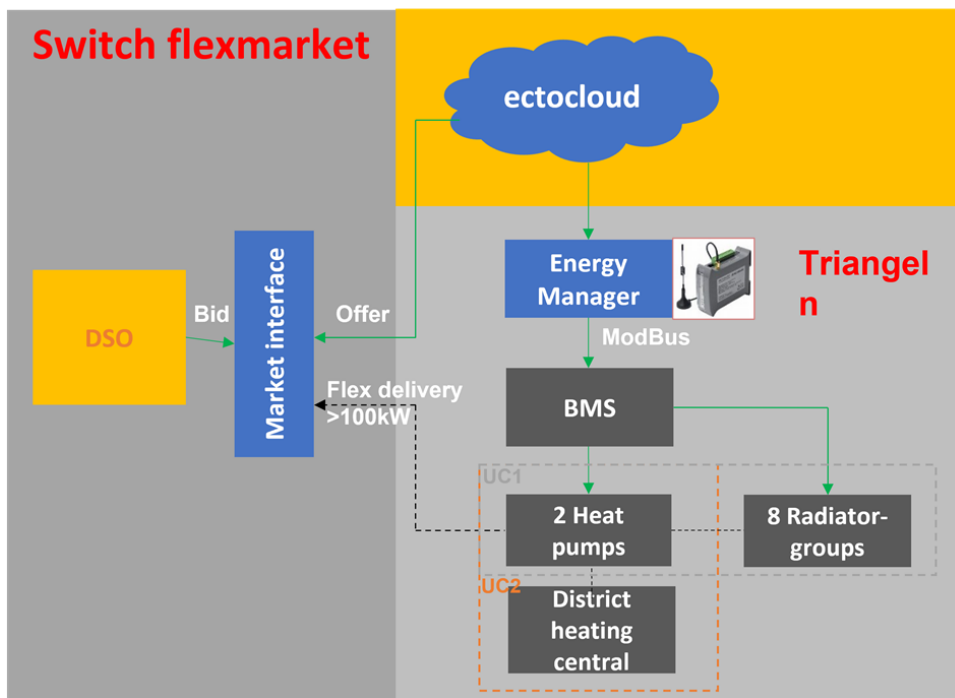 Switch flexmarket
ectocloud
Energy
Manager
Triangel
n
Market interface
DSO
Bid
Offer
ModBus
Flex delivery
>100kW
BMS
UC1
2 Heat
pumps
8 Radiator-
groups
UC2
District
heating
central